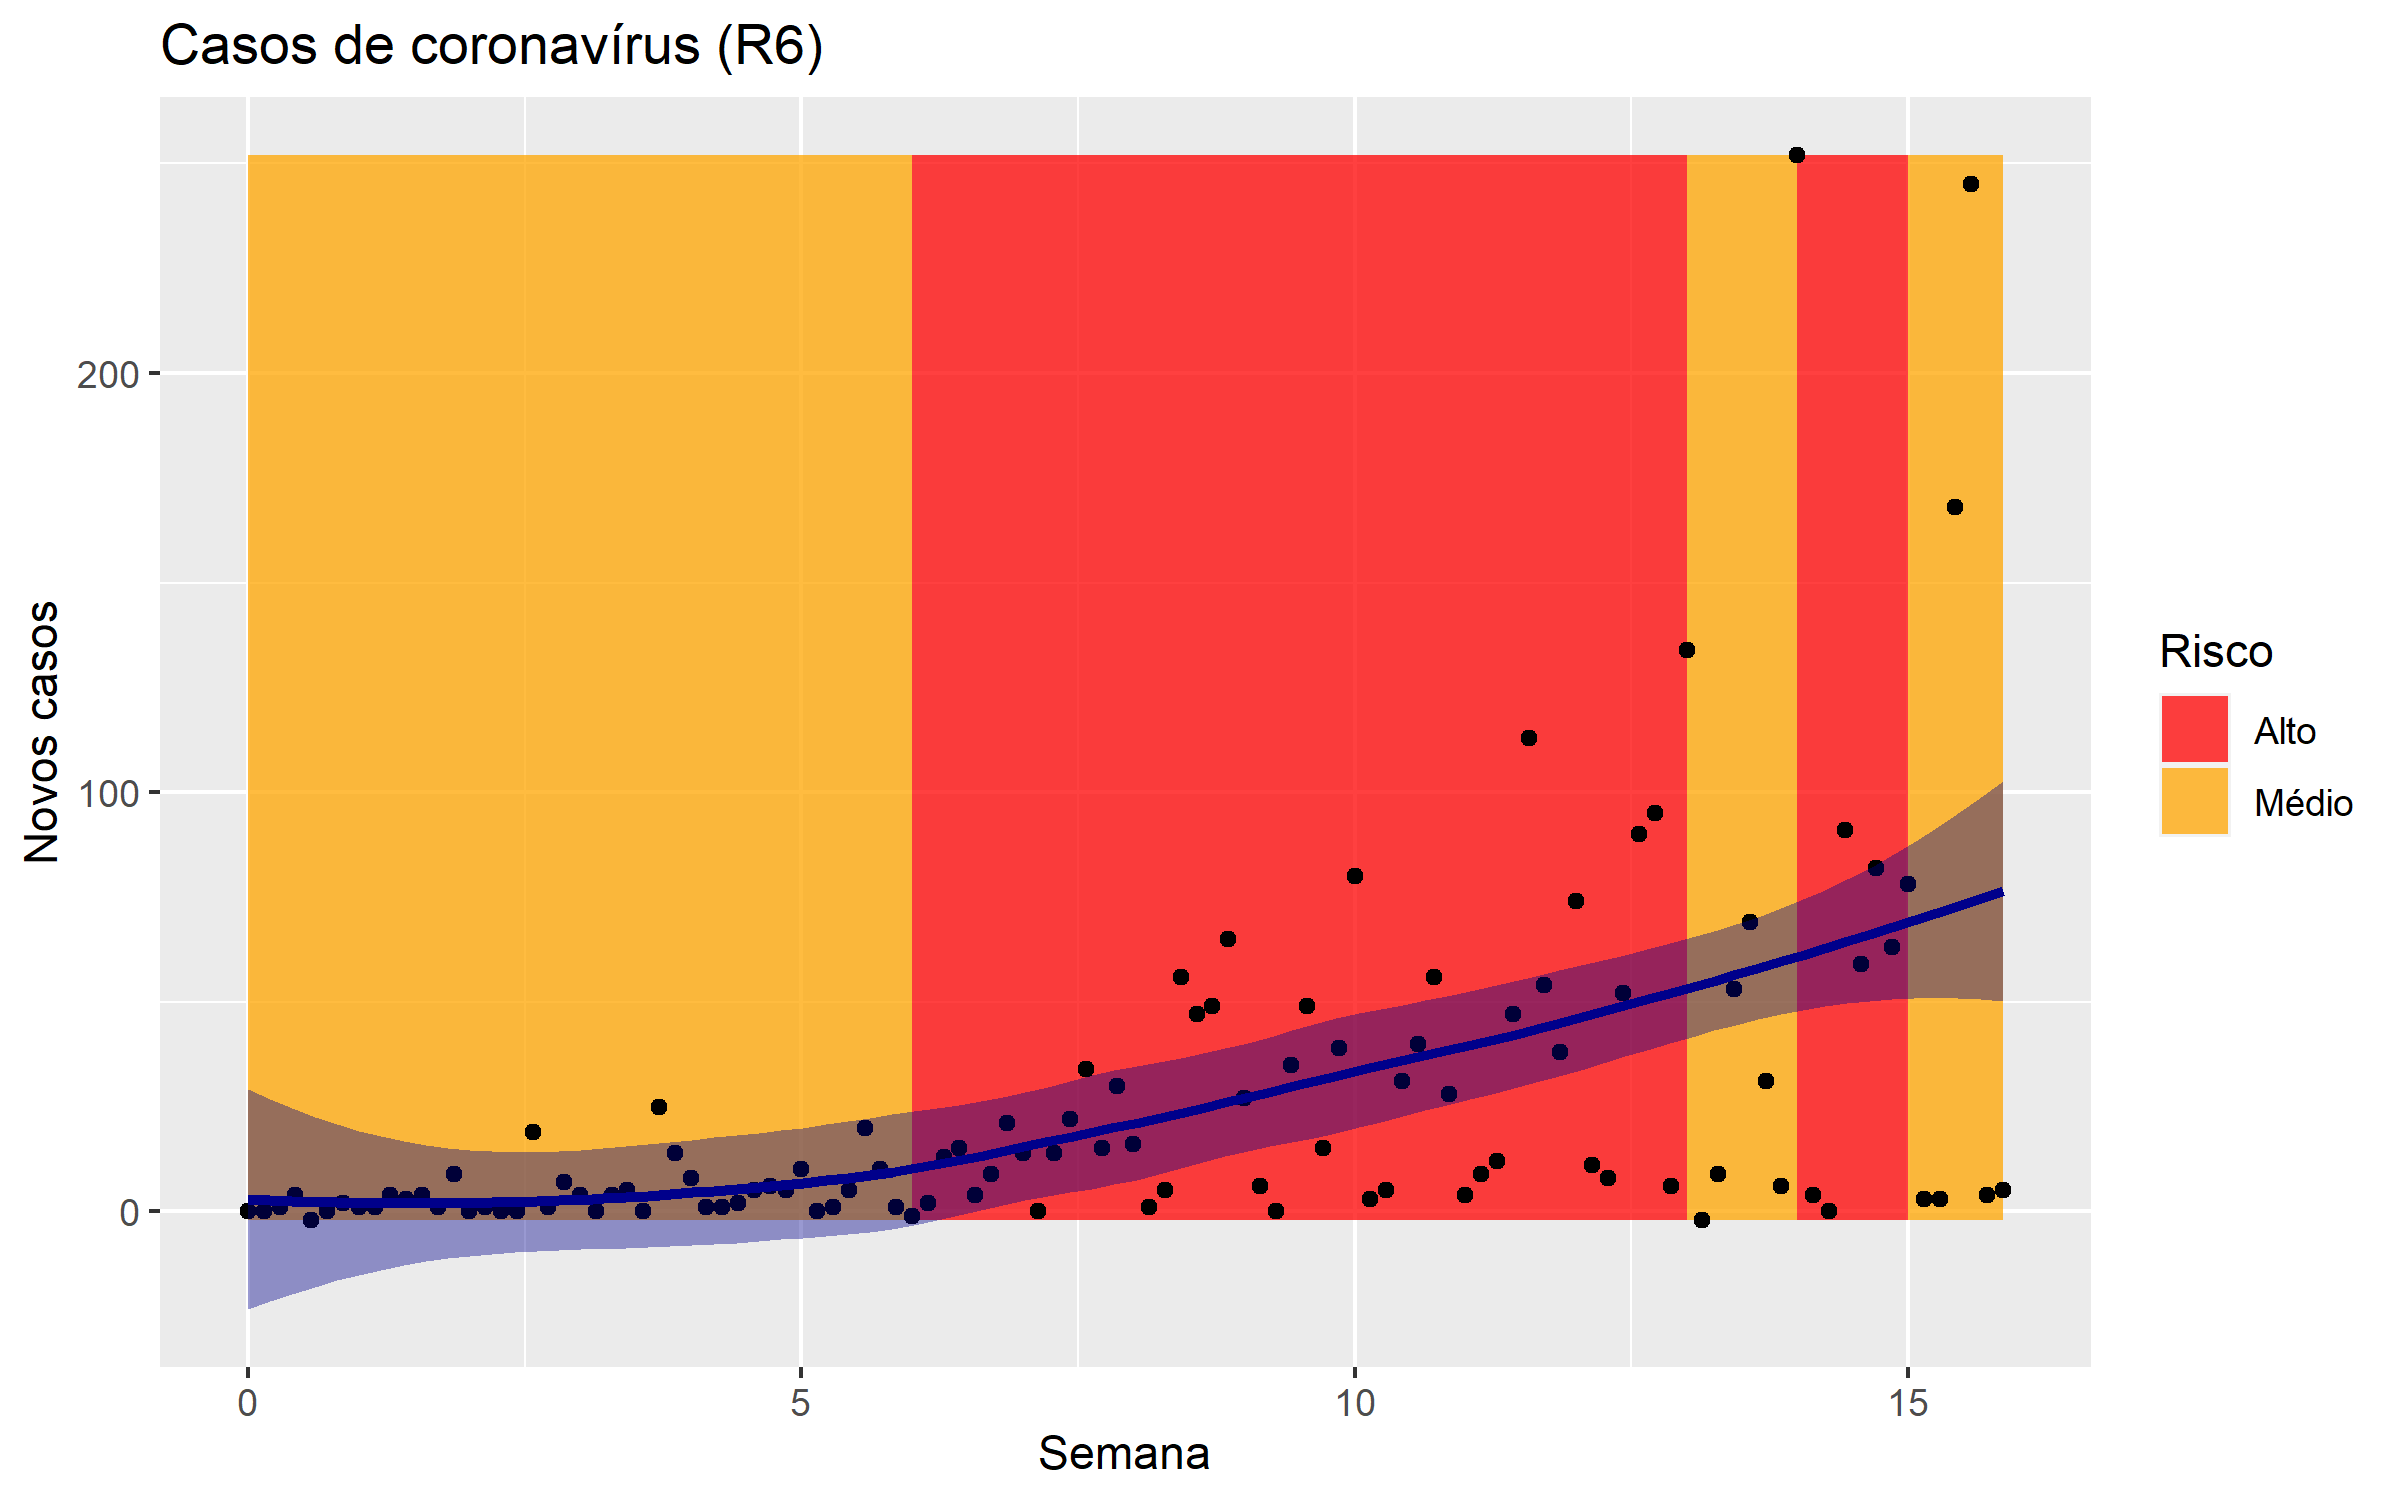 Casos de coronavírus (R6)
Novos casos
200
100
0
0 5 10 15
Semana
Risco
Alto
Médio